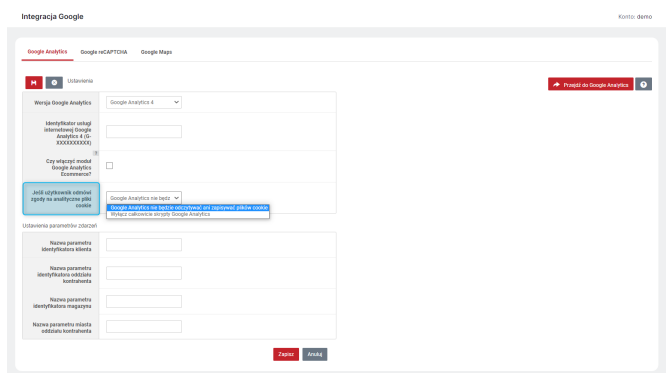 Integracja Google
Konto: demo
Google Analytics
Google reCAPTCHA
Google Maps
Ustawienia
Przejdź do Google Analytics
Wersja Google Analytics
Google Analytics 4
Identyfikator usługi
internetowej Google
Analytics 4 (G-
XXXXXXXXXX)
Czy włączyć moduł
Google Analytics
Ecommerce?
Jeśli użytkownik odmówi
zgody na analityczne pliki
cookie
Google Analytics nie będz
Google Analytics nie będzie odczytywać ani zapisywać plików cookie
Wyłącz całkowicie skrypty Google Analytics
Ustawienia parametrów zdarzeń
Nazwa parametru
identyfikatora klienta
Nazwa parametru
identyfikatora oddziału
kontrahenta
Nazwa parametru
identyfikatora magazynu
Nazwa parametru miasta
oddziału kontrahenta
Zapisz
Anuluj